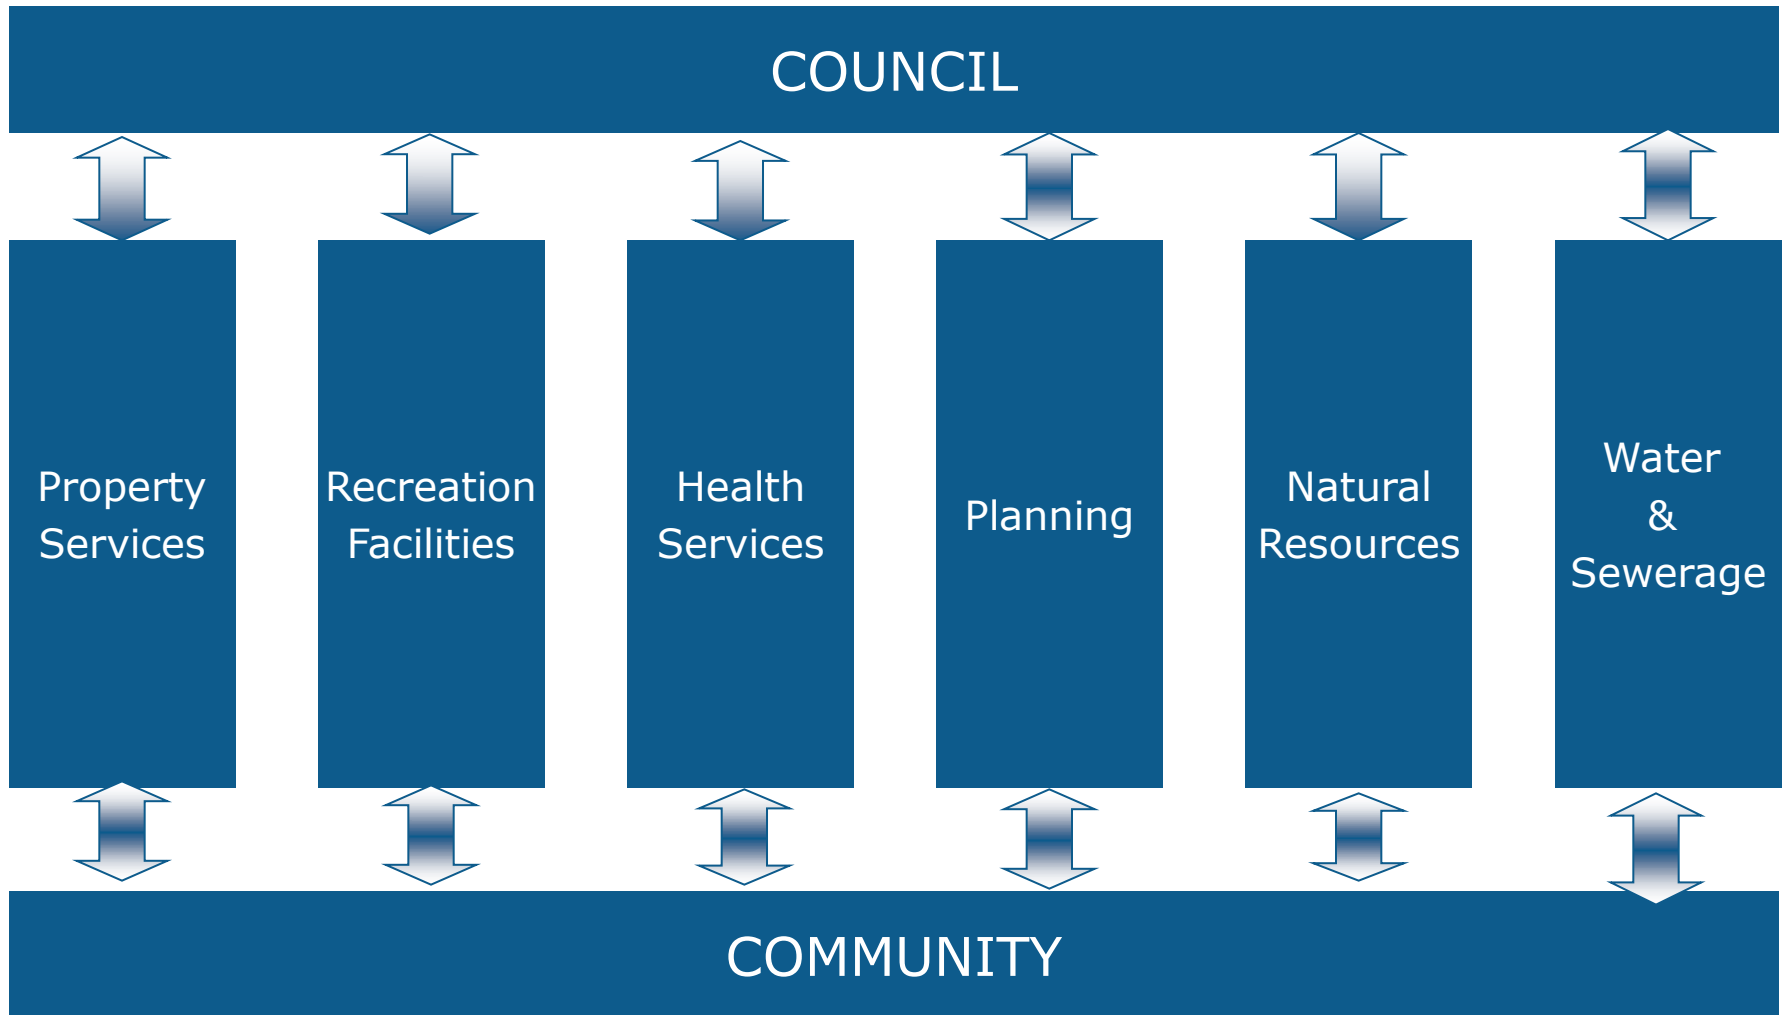 COUNCIL
Property
Services
Recreation
Facilities
Health
Services
Planning
Natural
Resources
Water
&
Sewerage
COMMUNITY